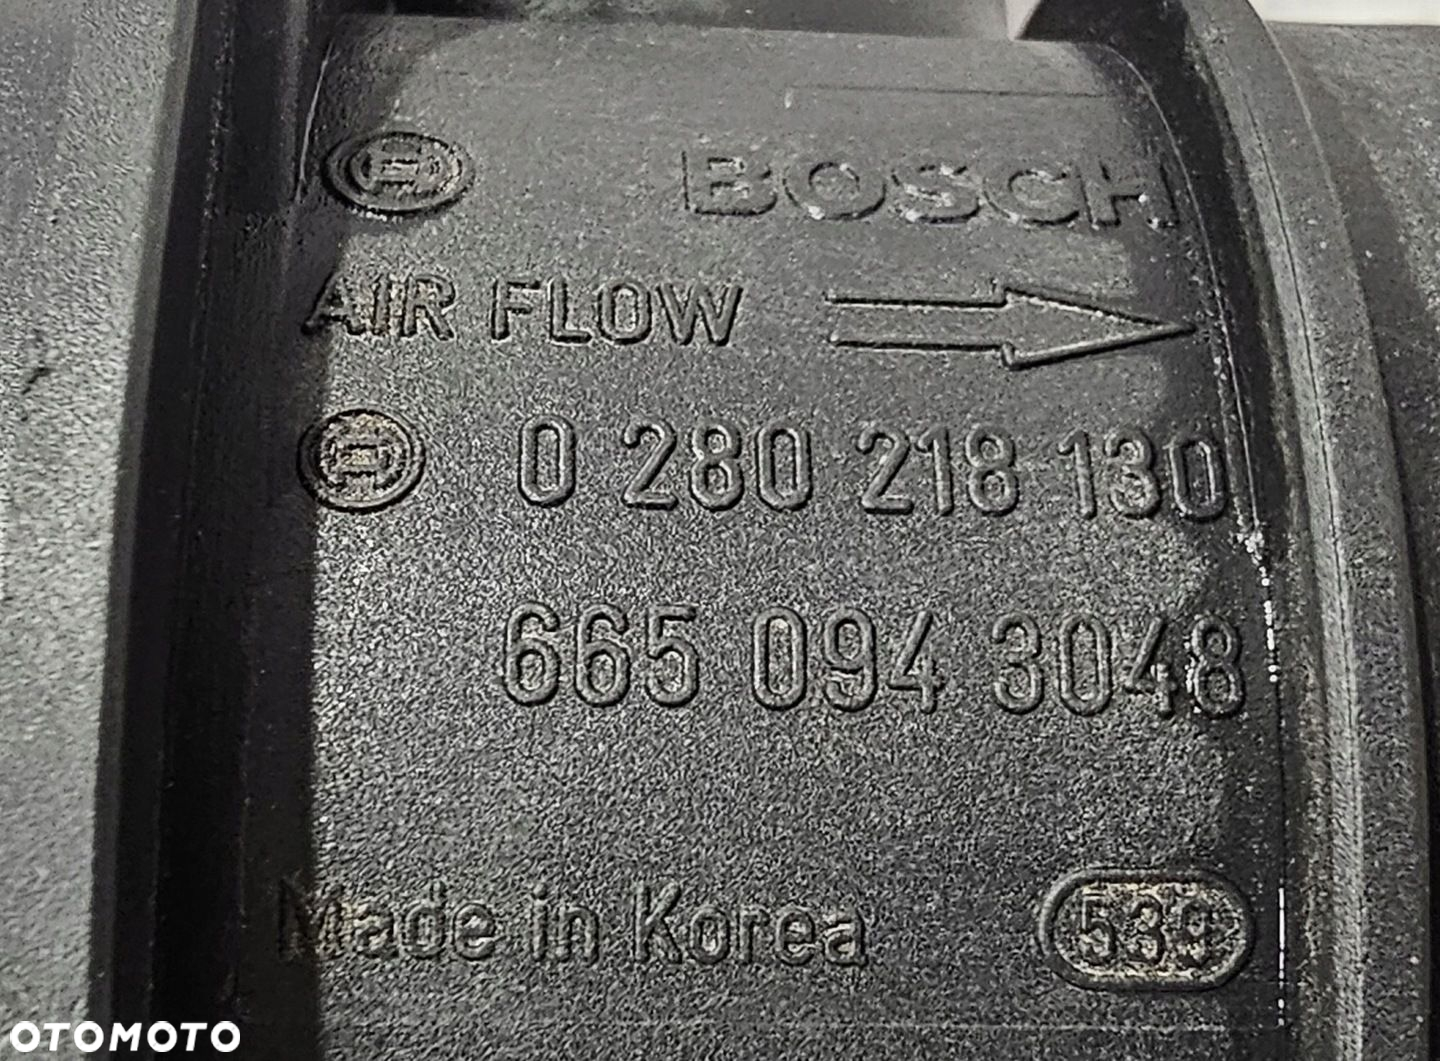 BOSCH
AIR FLOW
0 280 218 130
665 094 3048
Made in Korea 539
OTOMOTO